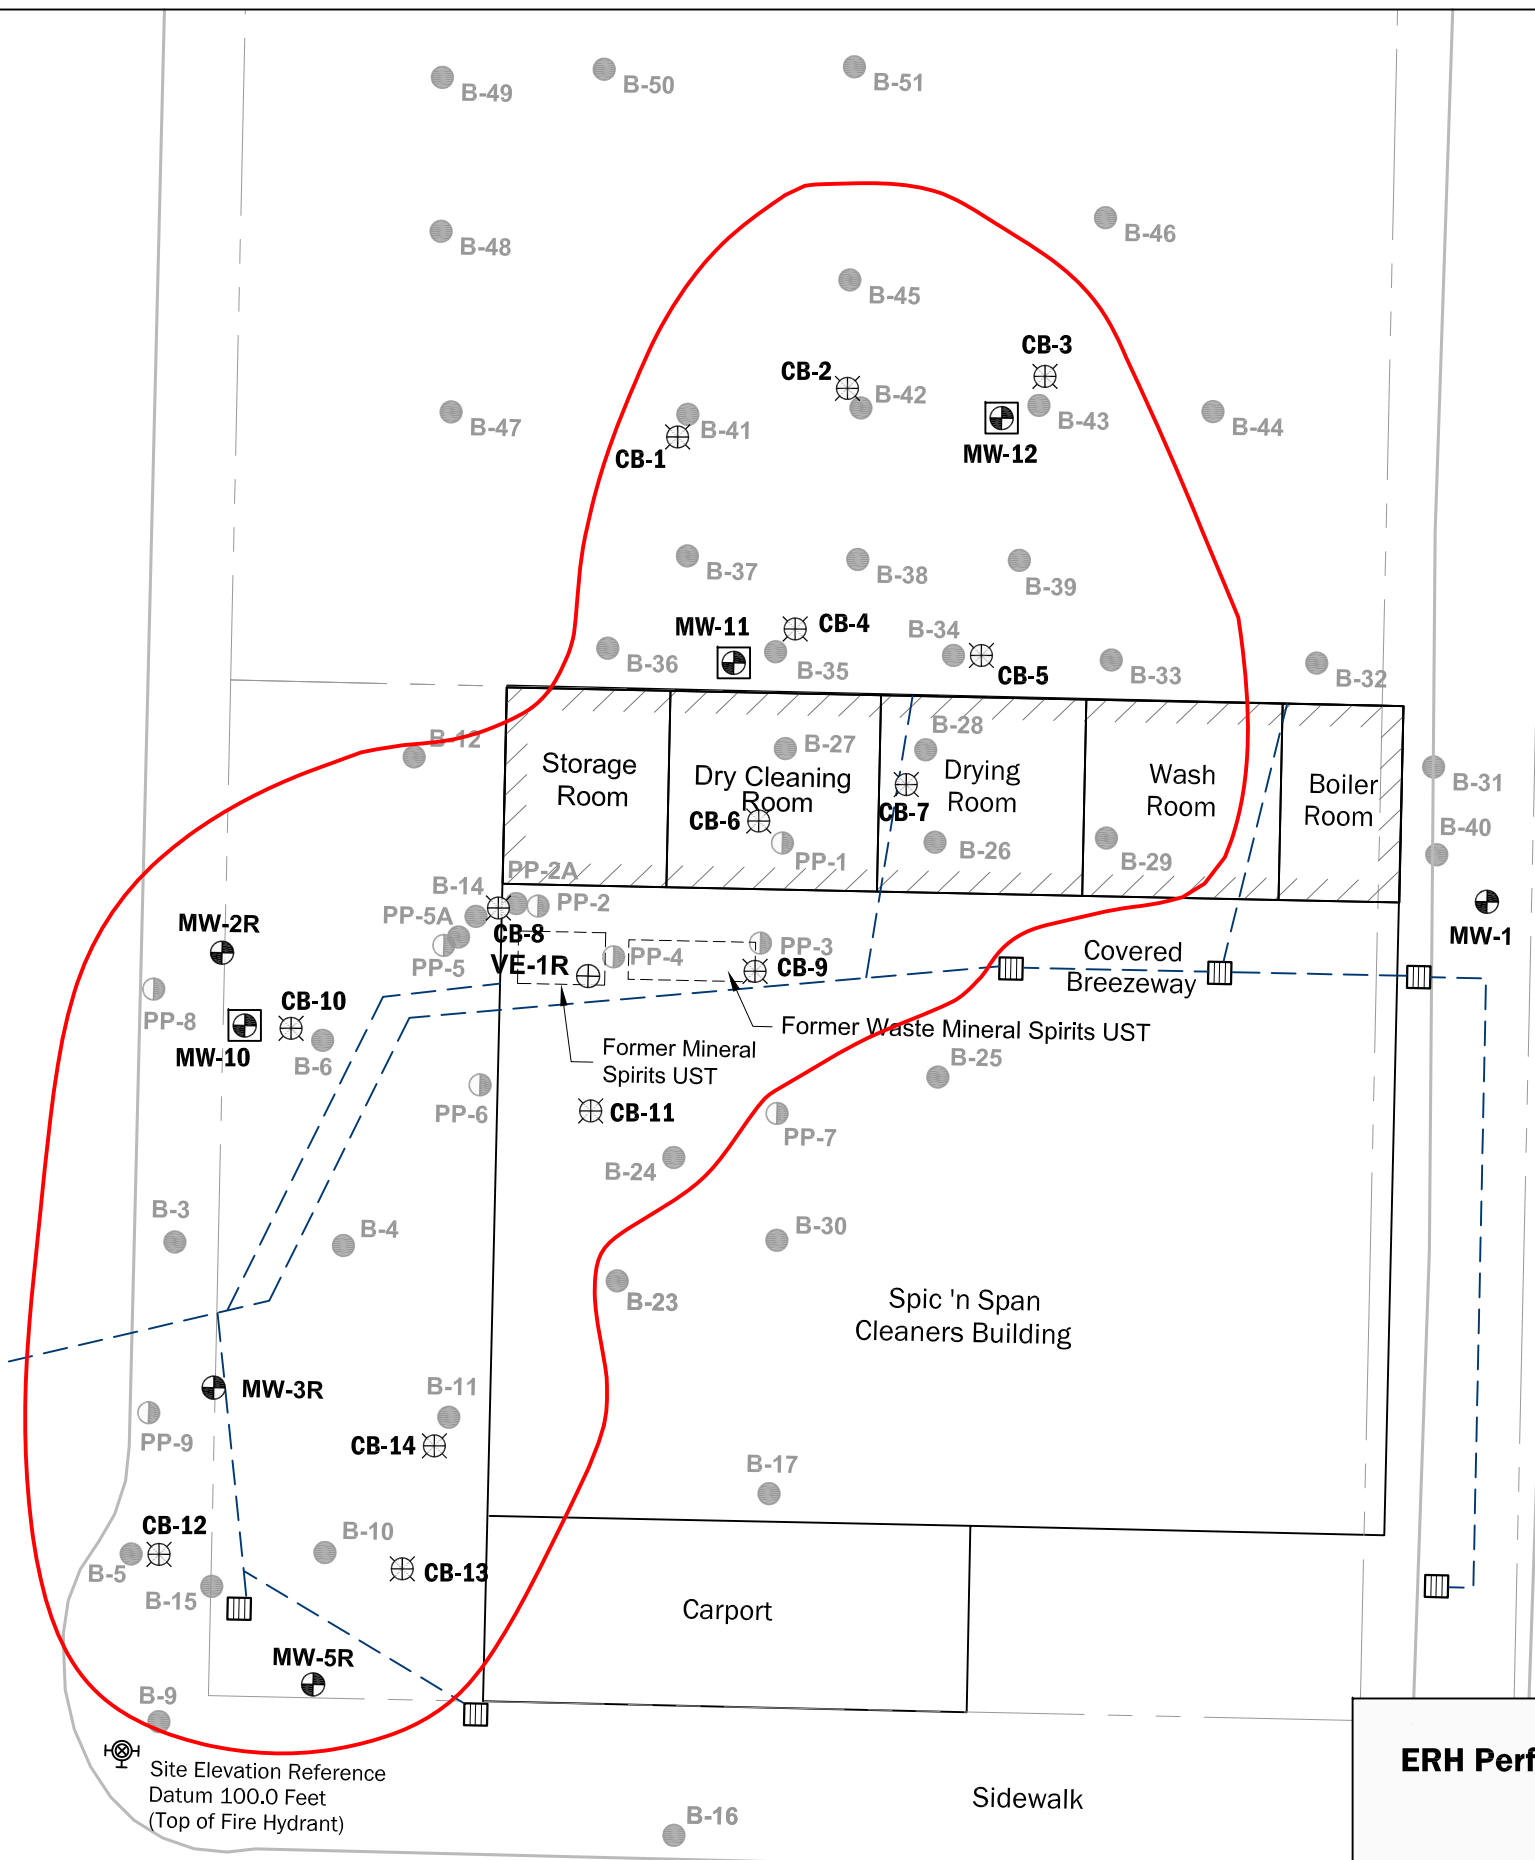 B-49
B-50
B-51
B-48
B-46
B-45
CB-3
CB-2
B-42
B-47
B-41
CB-1
MW-12
B-43
B-44
B-37
B-38
B-39
MW-11
CB-4
B-34
B-36
B-35
CB-5
B-33
B-32
B-12
B-27
B-28
Storage
Room
Dry Cleaning
Room
Drying
Room
Wash
Room
Boiler
Room
B-31
CB-6
CB-7
B-40
PP-1
B-26
B-29
PP-2A
B-14
PP-2
PP-5A
MW-2R
CB-8
MW-1
PP-3
PP-4
PP-5
VE-1R
CB-9
Covered
Breezeway
CB-10
PP-8
MW-10
B-6
Former Waste Mineral Spirits UST
Former Mineral
Spirits UST
B-25
PP-6
CB-11
PP-7
B-24
B-3
B-4
B-30
B-23
Spic 'n Span
Cleaners Building
MW-3R
B-11
PP-9
CB-14
B-17
CB-12
B-10
B-5
CB-13
B-15
Carport
MW-5R
B-9
ERH Perf
Site Elevation Reference
Datum 100.0 Feet
(Top of Fire Hydrant)
Sidewalk
B-16